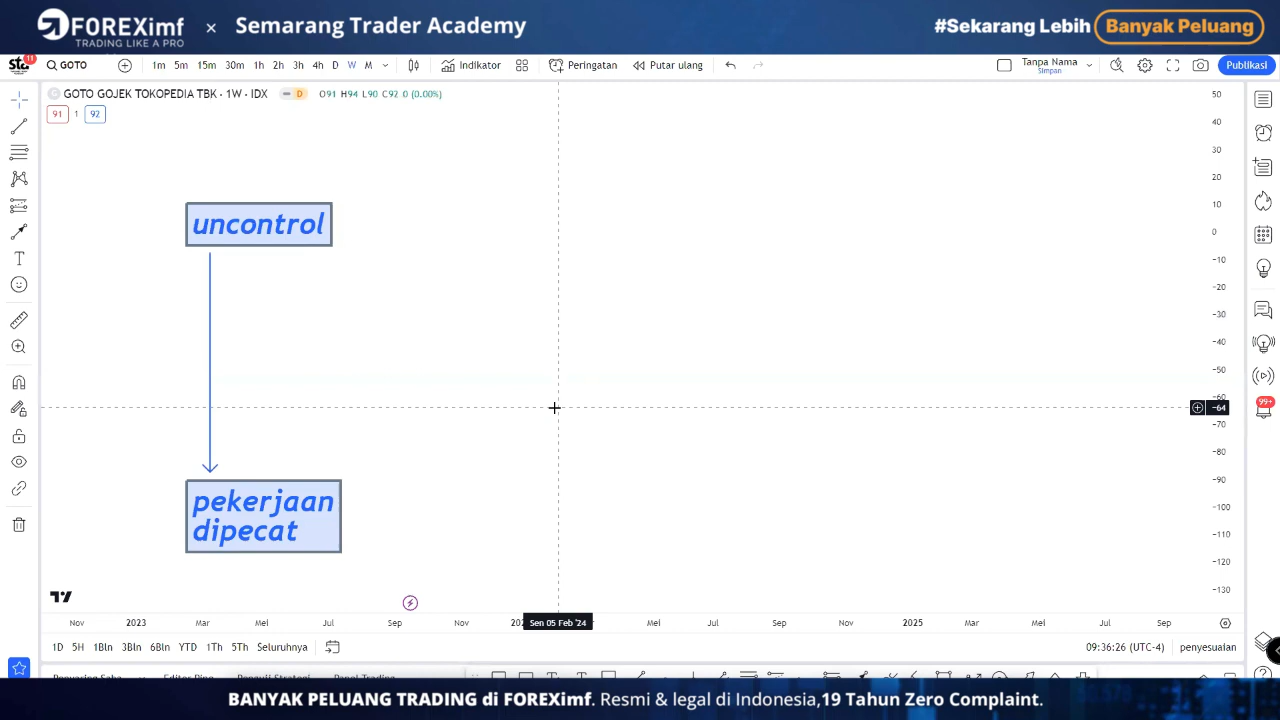 FOREXimf × Semarang Trader Academy
TRADING LIKE A PRO
#Sekarang Lebih Banyak Peluang
sta 11 GOTO 1m 5m 15m 30m 1h 2h 3h 4h D W M Indikator Peringatan Putar ulang Tanpa Nama Simpan Publikasi
GOTO GOJEK TOKOPEDIA TBK · 1W · IDX D O91 H94 L90 C92 0 (0.00%)
91 1 92
50
40
30
20
10
0
−10
−20
−30
−40
−50
−60
−64
−70
−80
−90
−100
−110
−120
−130
99+
uncontrol
pekerjaan
dipecat
Nov 2023 Mar Mei Jul Sep Nov Sen 05 Feb '24 Mei Jul Sep Nov 2025 Mar Mei Jul Sep
1D 5H 1Bln 3Bln 6Bln YTD 1Th 5Th Seluruhnya 09:36:26 (UTC-4) penyesuaian
BANYAK PELUANG TRADING di FOREXimf. Resmi & legal di Indonesia,19 Tahun Zero Complaint.